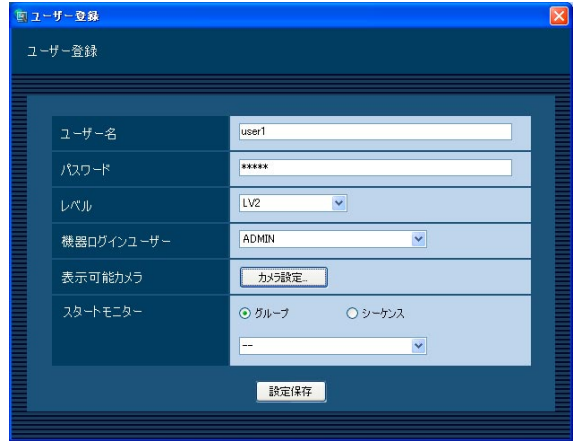 ユーザー登録
ユーザー登録
ユーザー名 user1
パスワード *****
レベル LV2
機器ログインユーザー ADMIN
表示可能カメラ カメラ設定...
スタートモニター グループ シーケンス
--
設定保存